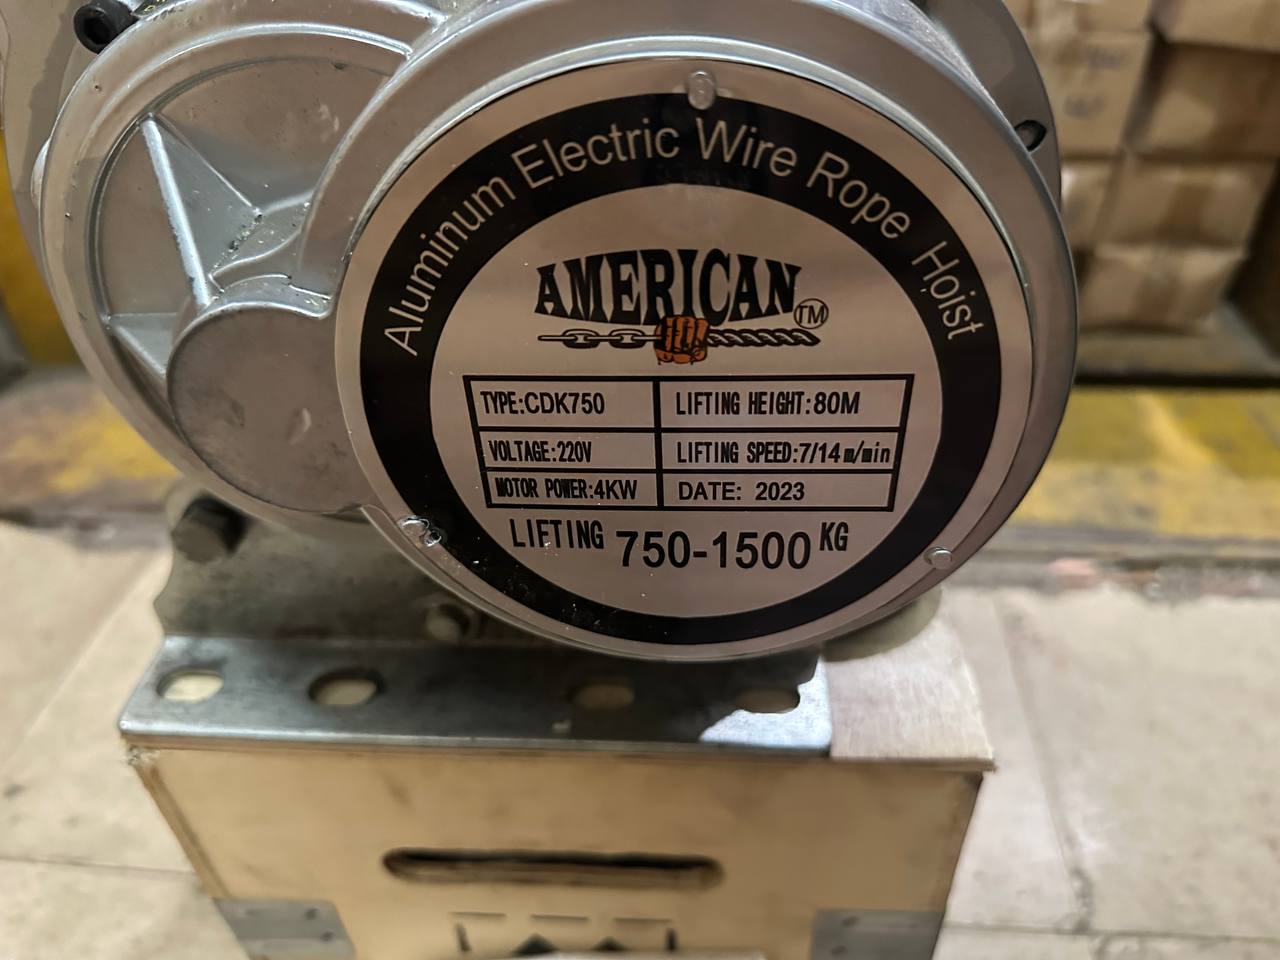 Aluminum Electric Wire Rope Hoist
AMERICAN TM
TYPE:CDK750
LIFTING HEIGHT:80M
VOLTAGE:220V
LIFTING SPEED:7/14m/min
MOTOR POWER:4KW
DATE: 2023
LIFTING 750-1500 KG